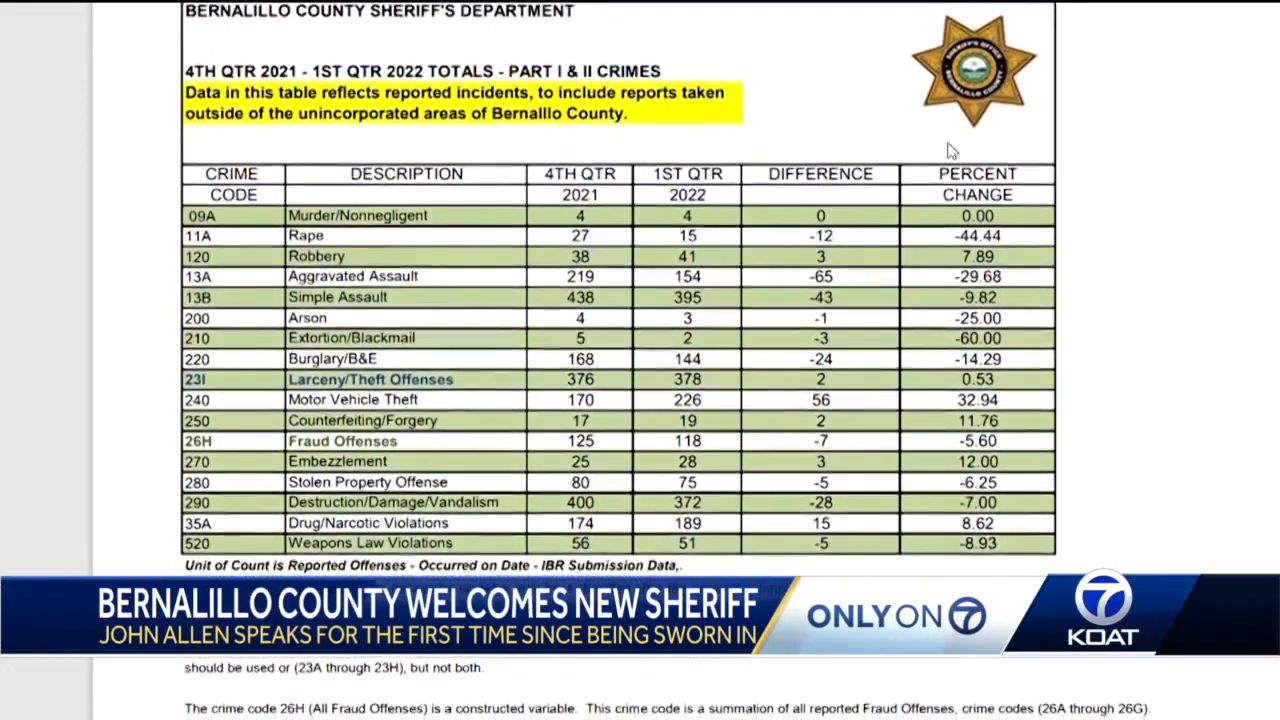 BERNALILLO COUNTY SHERIFF'S DEPARTMENT
SHERIFF'S OFFICE
BERNALILLO COUNTY
4TH QTR 2021 - 1ST QTR 2022 TOTALS - PART I & II CRIMES
Data in this table reflects reported incidents, to include reports taken
outside of the unincorporated areas of Bernalllo County.
CRIME DESCRIPTION 4TH QTR 1ST QTR DIFFERENCE PERCENT
CODE 2021 2022 CHANGE
09A Murder/Nonnegligent 4 4 0 0.00
11A Rape 27 15 -12 -44.44
120 Robbery 38 41 3 7.89
13A Aggravated Assault 219 154 -65 -29.68
13B Simple Assault 438 395 -43 -9.82
200 Arson 4 3 -1 -25.00
210 Extortion/Blackmail 5 2 -3 -60.00
220 Burglary/B&E 168 144 -24 -14.29
23I Larceny/Theft Offenses 376 378 2 0.53
240 Motor Vehicle Theft 170 226 56 32.94
250 Counterfeiting/Forgery 17 19 2 11.76
26H Fraud Offenses 125 118 -7 -5.60
270 Embezzlement 25 28 3 12.00
280 Stolen Property Offense 80 75 -5 -6.25
290 Destruction/Damage/Vandalism 400 372 -28 -7.00
35A Drug/Narcotic Violations 174 189 15 8.62
520 Weapons Law Violations 56 51 -5 -8.93
Unit of Count is Reported Offenses - Occurred on Date - IBR Submission Data,.
BERNALILLO COUNTY WELCOMES NEW SHERIFF
JOHN ALLEN SPEAKS FOR THE FIRST TIME SINCE BEING SWORN IN
ONLY ON 7
7
KOAT
should be used or (23A through 23H), but not both.
The crime code 26H (All Fraud Offenses) is a constructed variable. This crime code is a summation of all reported Fraud Offenses, crime codes (26A through 26G).